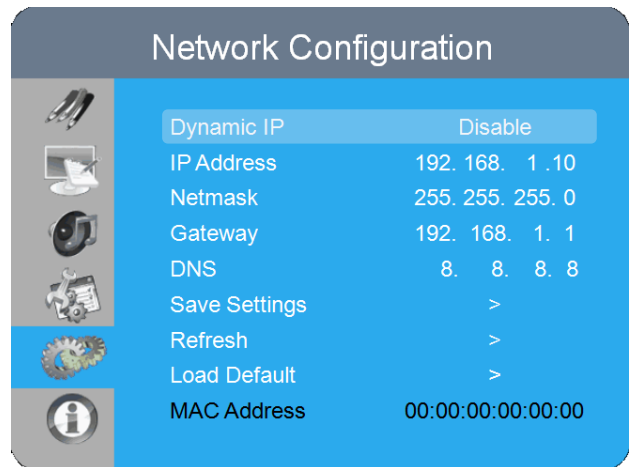 Network Configuration
Dynamic IP Disable
IP Address 192. 168. 1 .10
Netmask 255. 255. 255. 0
Gateway 192. 168. 1. 1
DNS 8. 8. 8. 8
Save Settings >
Refresh >
Load Default >
MAC Address 00:00:00:00:00:00